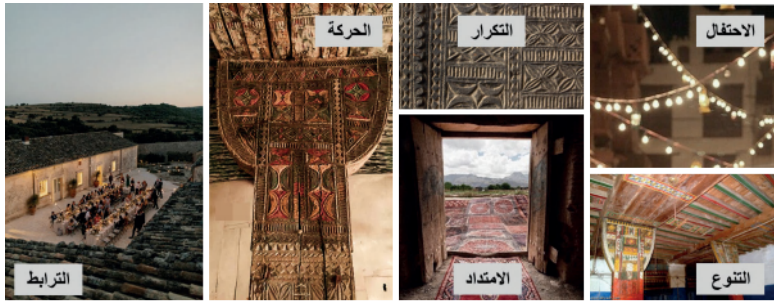 الاحتفال
التكرار
الحركة
التنوع
الامتداد
الترابط